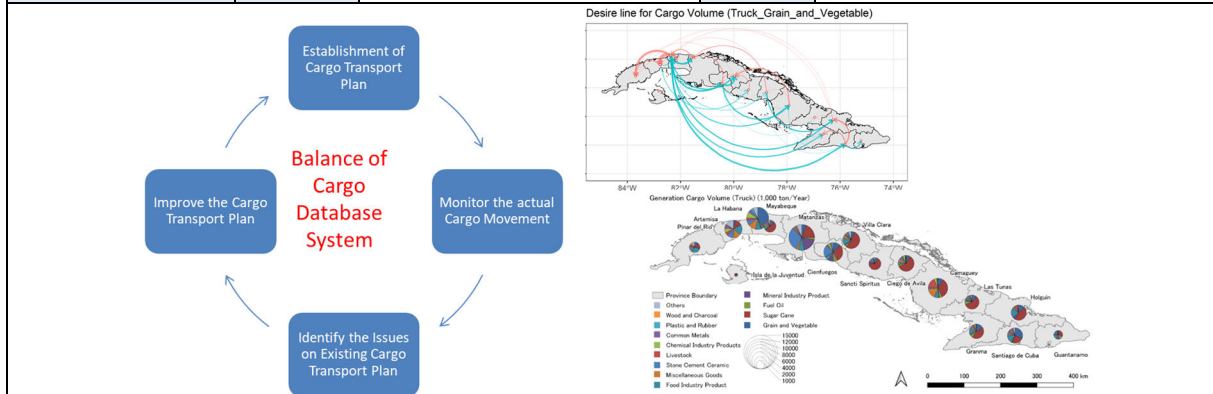 Establishment of
Cargo Transport
Plan
Balance of
Cargo
Database
System
Improve the Cargo
Transport Plan
Monitor the actual
Cargo Movement
Identify the Issues
on Existing Cargo
Transport Plan
Desire line for Cargo Volume (Truck_Grain_and_Vegetable)
84°W
82°W
80°W
78°W
76°W
74°W
Generation Cargo Volume (Truck) (1,000 ton/Year)
La Habana
Mayabeque
Artemisa
Matanzas
Pinar del Rio
Villa Clara
Isla de la Juventud
Cienfuegos
Sancti Spiritus
Ciego de Avila
Camaguey
Las Tunas
Holguin
Granma
Santiago de Cuba
Guantanamo
Province Boundary
Others
Wood and Charcoal
Plastic and Rubber
Common Metals
Chemical Industry Products
Livestock
Stone Cement Ceramic
Miscellaneous Goods
Food Industry Product
Mineral Industry Product
Fuel Oil
Sugar Cane
Grain and Vegetable
15000
12000
10000
8000
6000
4000
2000
1000
0 100 200 300 400 km